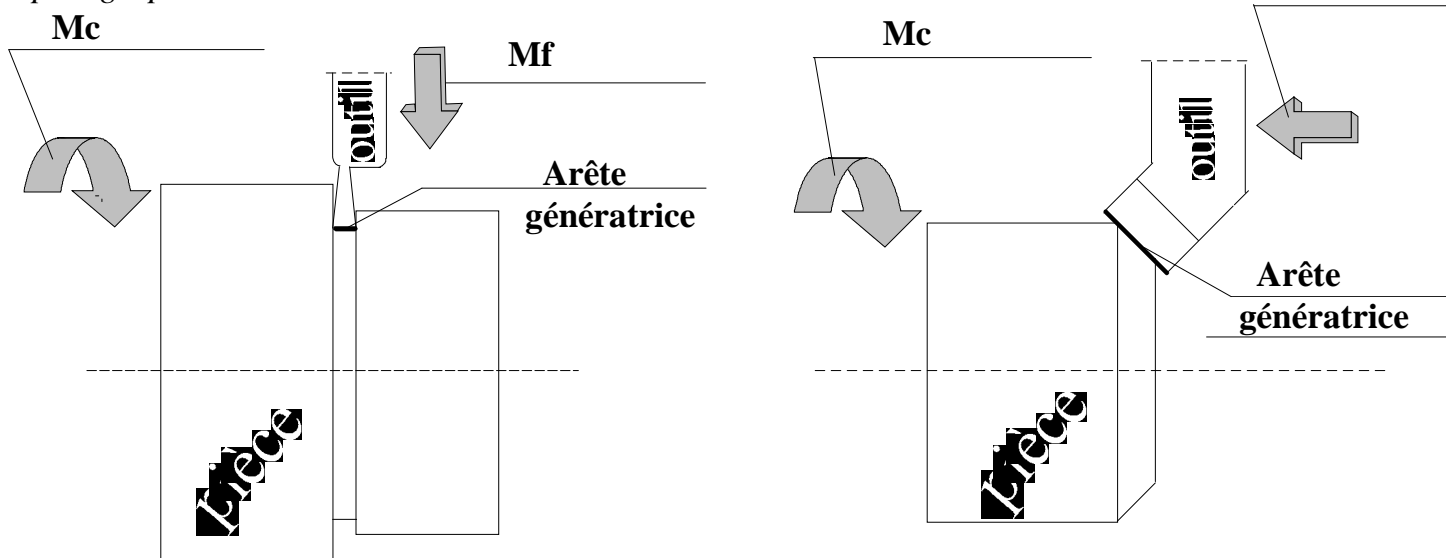 Mc
Mf
outil
Arête
génératrice
pièce
Mc
outil
Arête
génératrice
pièce